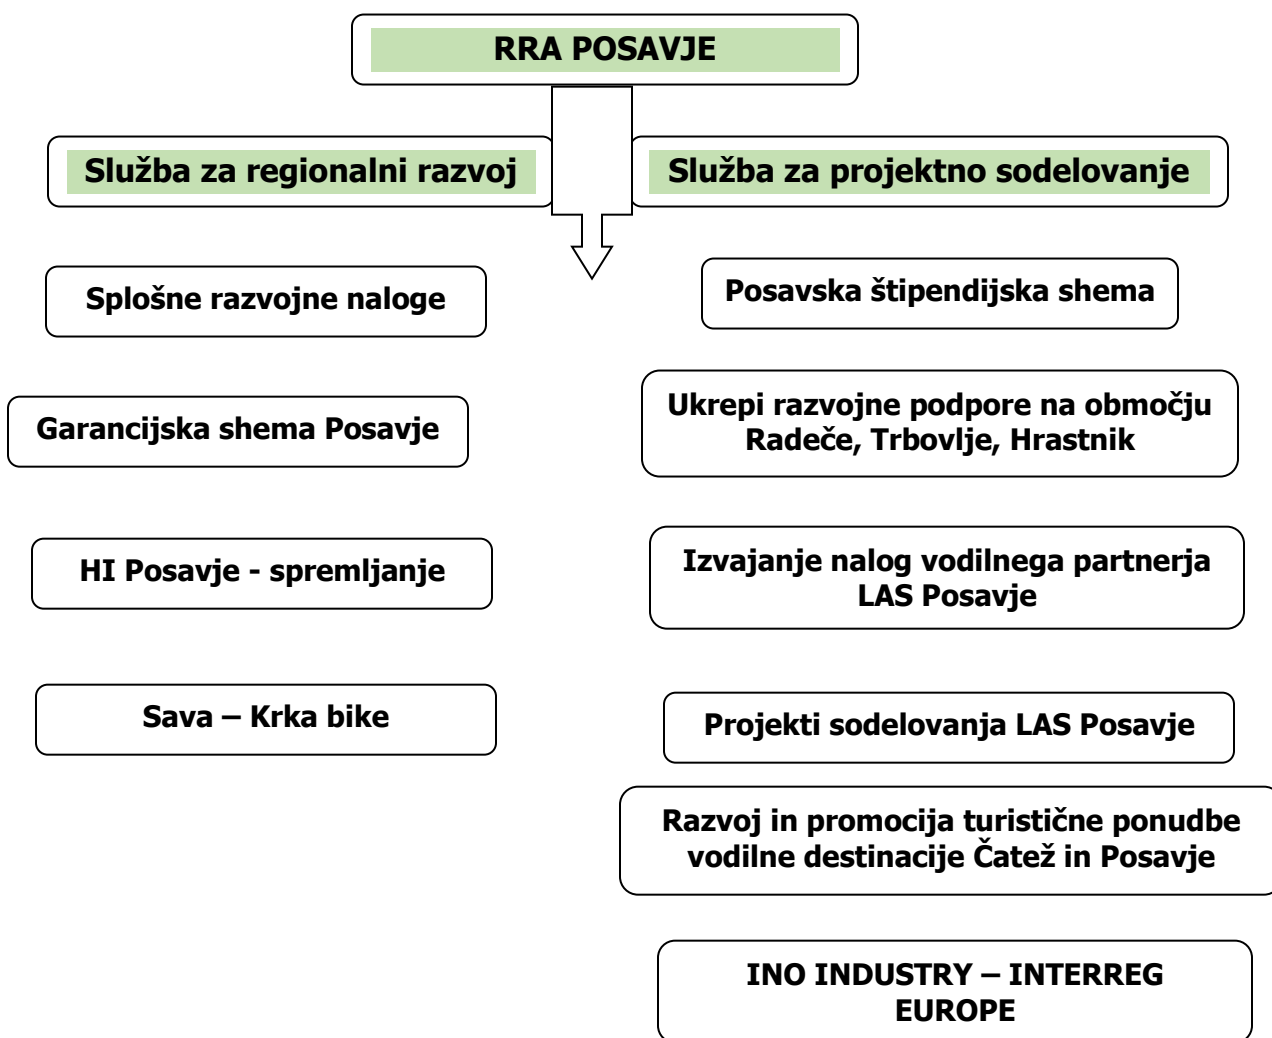 RRA POSAVJE
Služba za regionalni razvoj
Služba za projektno sodelovanje
Splošne razvojne naloge
Garancijska shema Posavje
HI Posavje - spremljanje
Sava – Krka bike
Posavska štipendijska shema
Ukrepi razvojne podpore na območju
Radeče, Trbovlje, Hrastnik
Izvajanje nalog vodilnega partnerja
LAS Posavje
Projekti sodelovanja LAS Posavje
Razvoj in promocija turistične ponudbe
vodilne destinacije Čatež in Posavje
INO INDUSTRY – INTERREG
EUROPE